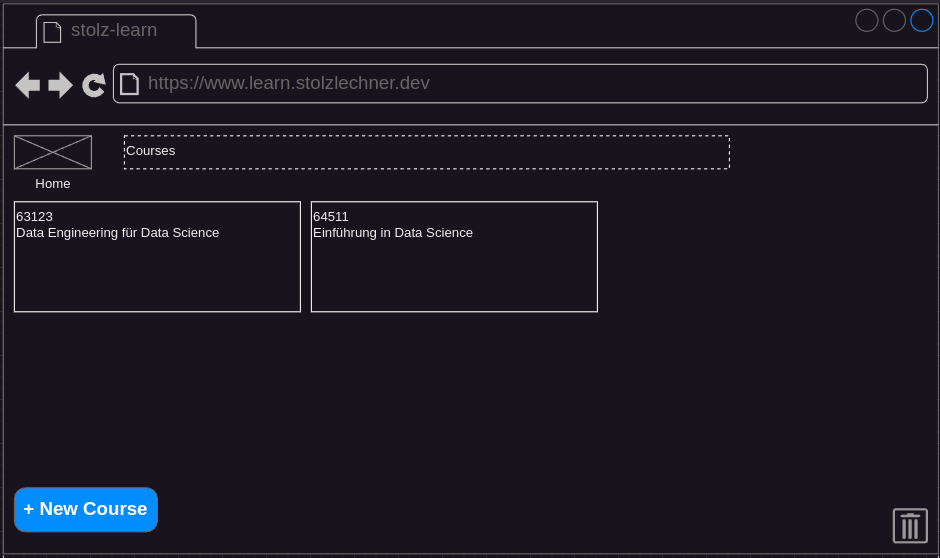 stolz-learn
https://www.learn.stolzlechner.dev
Courses
Home
63123
Data Engineering für Data Science
64511
Einführung in Data Science
+ New Course